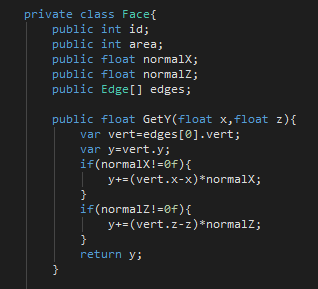 private class Face{
public int id;
public int area;
public float normalX;
public float normalZ;
public Edge[] edges;
public float GetY(float x,float z){
var vert=edges[0].vert;
var y=vert.y;
if(normalX!=0f){
y+=(vert.x-x)*normalX;
}
if(normalZ!=0f){
y+=(vert.z-z)*normalZ;
}
return y;
}